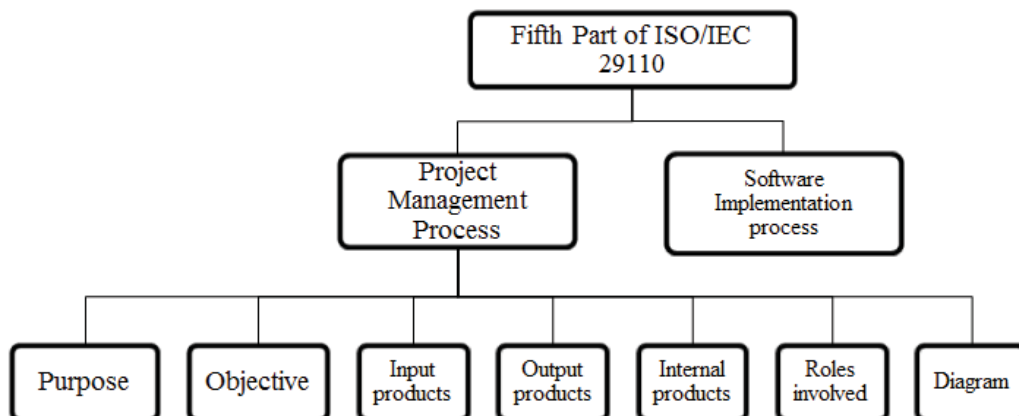 Fifth Part of ISO/IEC
29110
Project
Management
Process
Software
Implementation
process
Purpose
Objective
Input
products
Output
products
Internal
products
Roles
involved
Diagram